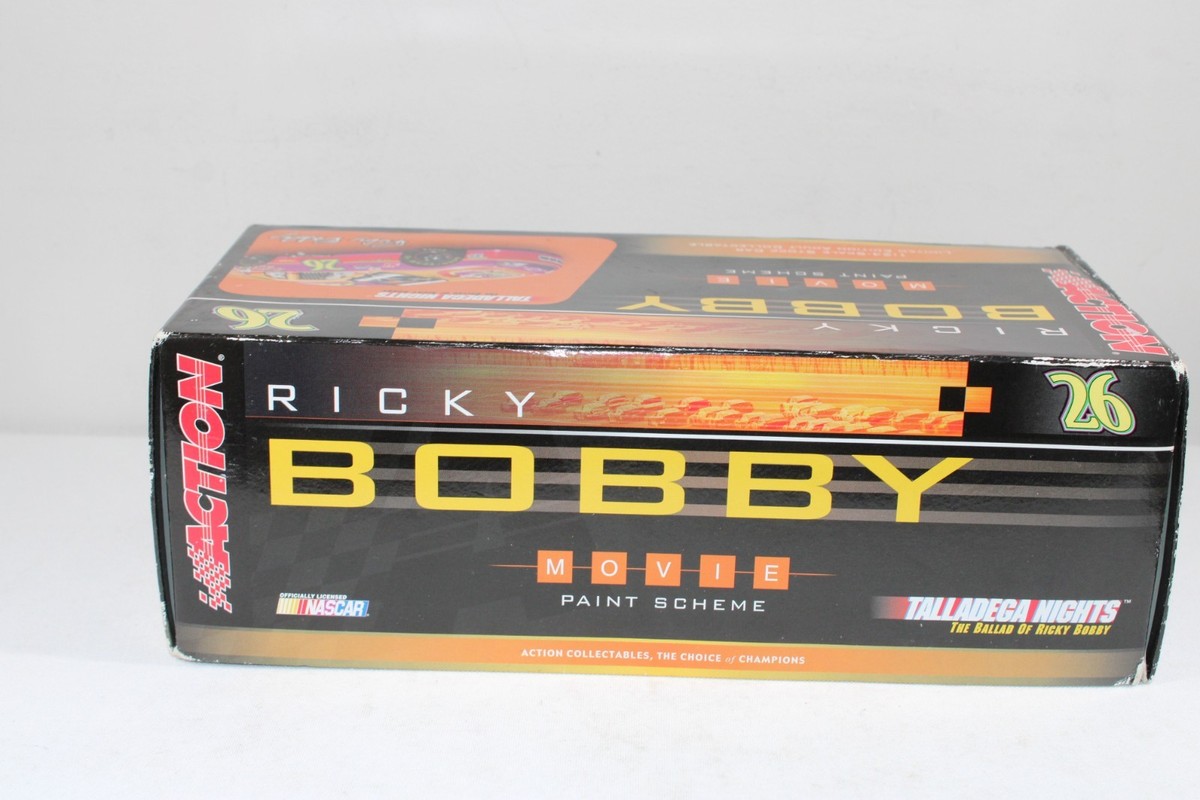 TALLADEGA NIGHTS
26
MOVIE
PAINT SCHEME
RICKY
BOBBY
ACTION
ACTION®
RICKY
26
BOBBY
MOVIE
PAINT SCHEME
OFFICIALLY LICENSED
NASCAR
TALLADEGA NIGHTS™
THE BALLAD OF RICKY BOBBY
ACTION COLLECTABLES, THE CHOICE of CHAMPIONS